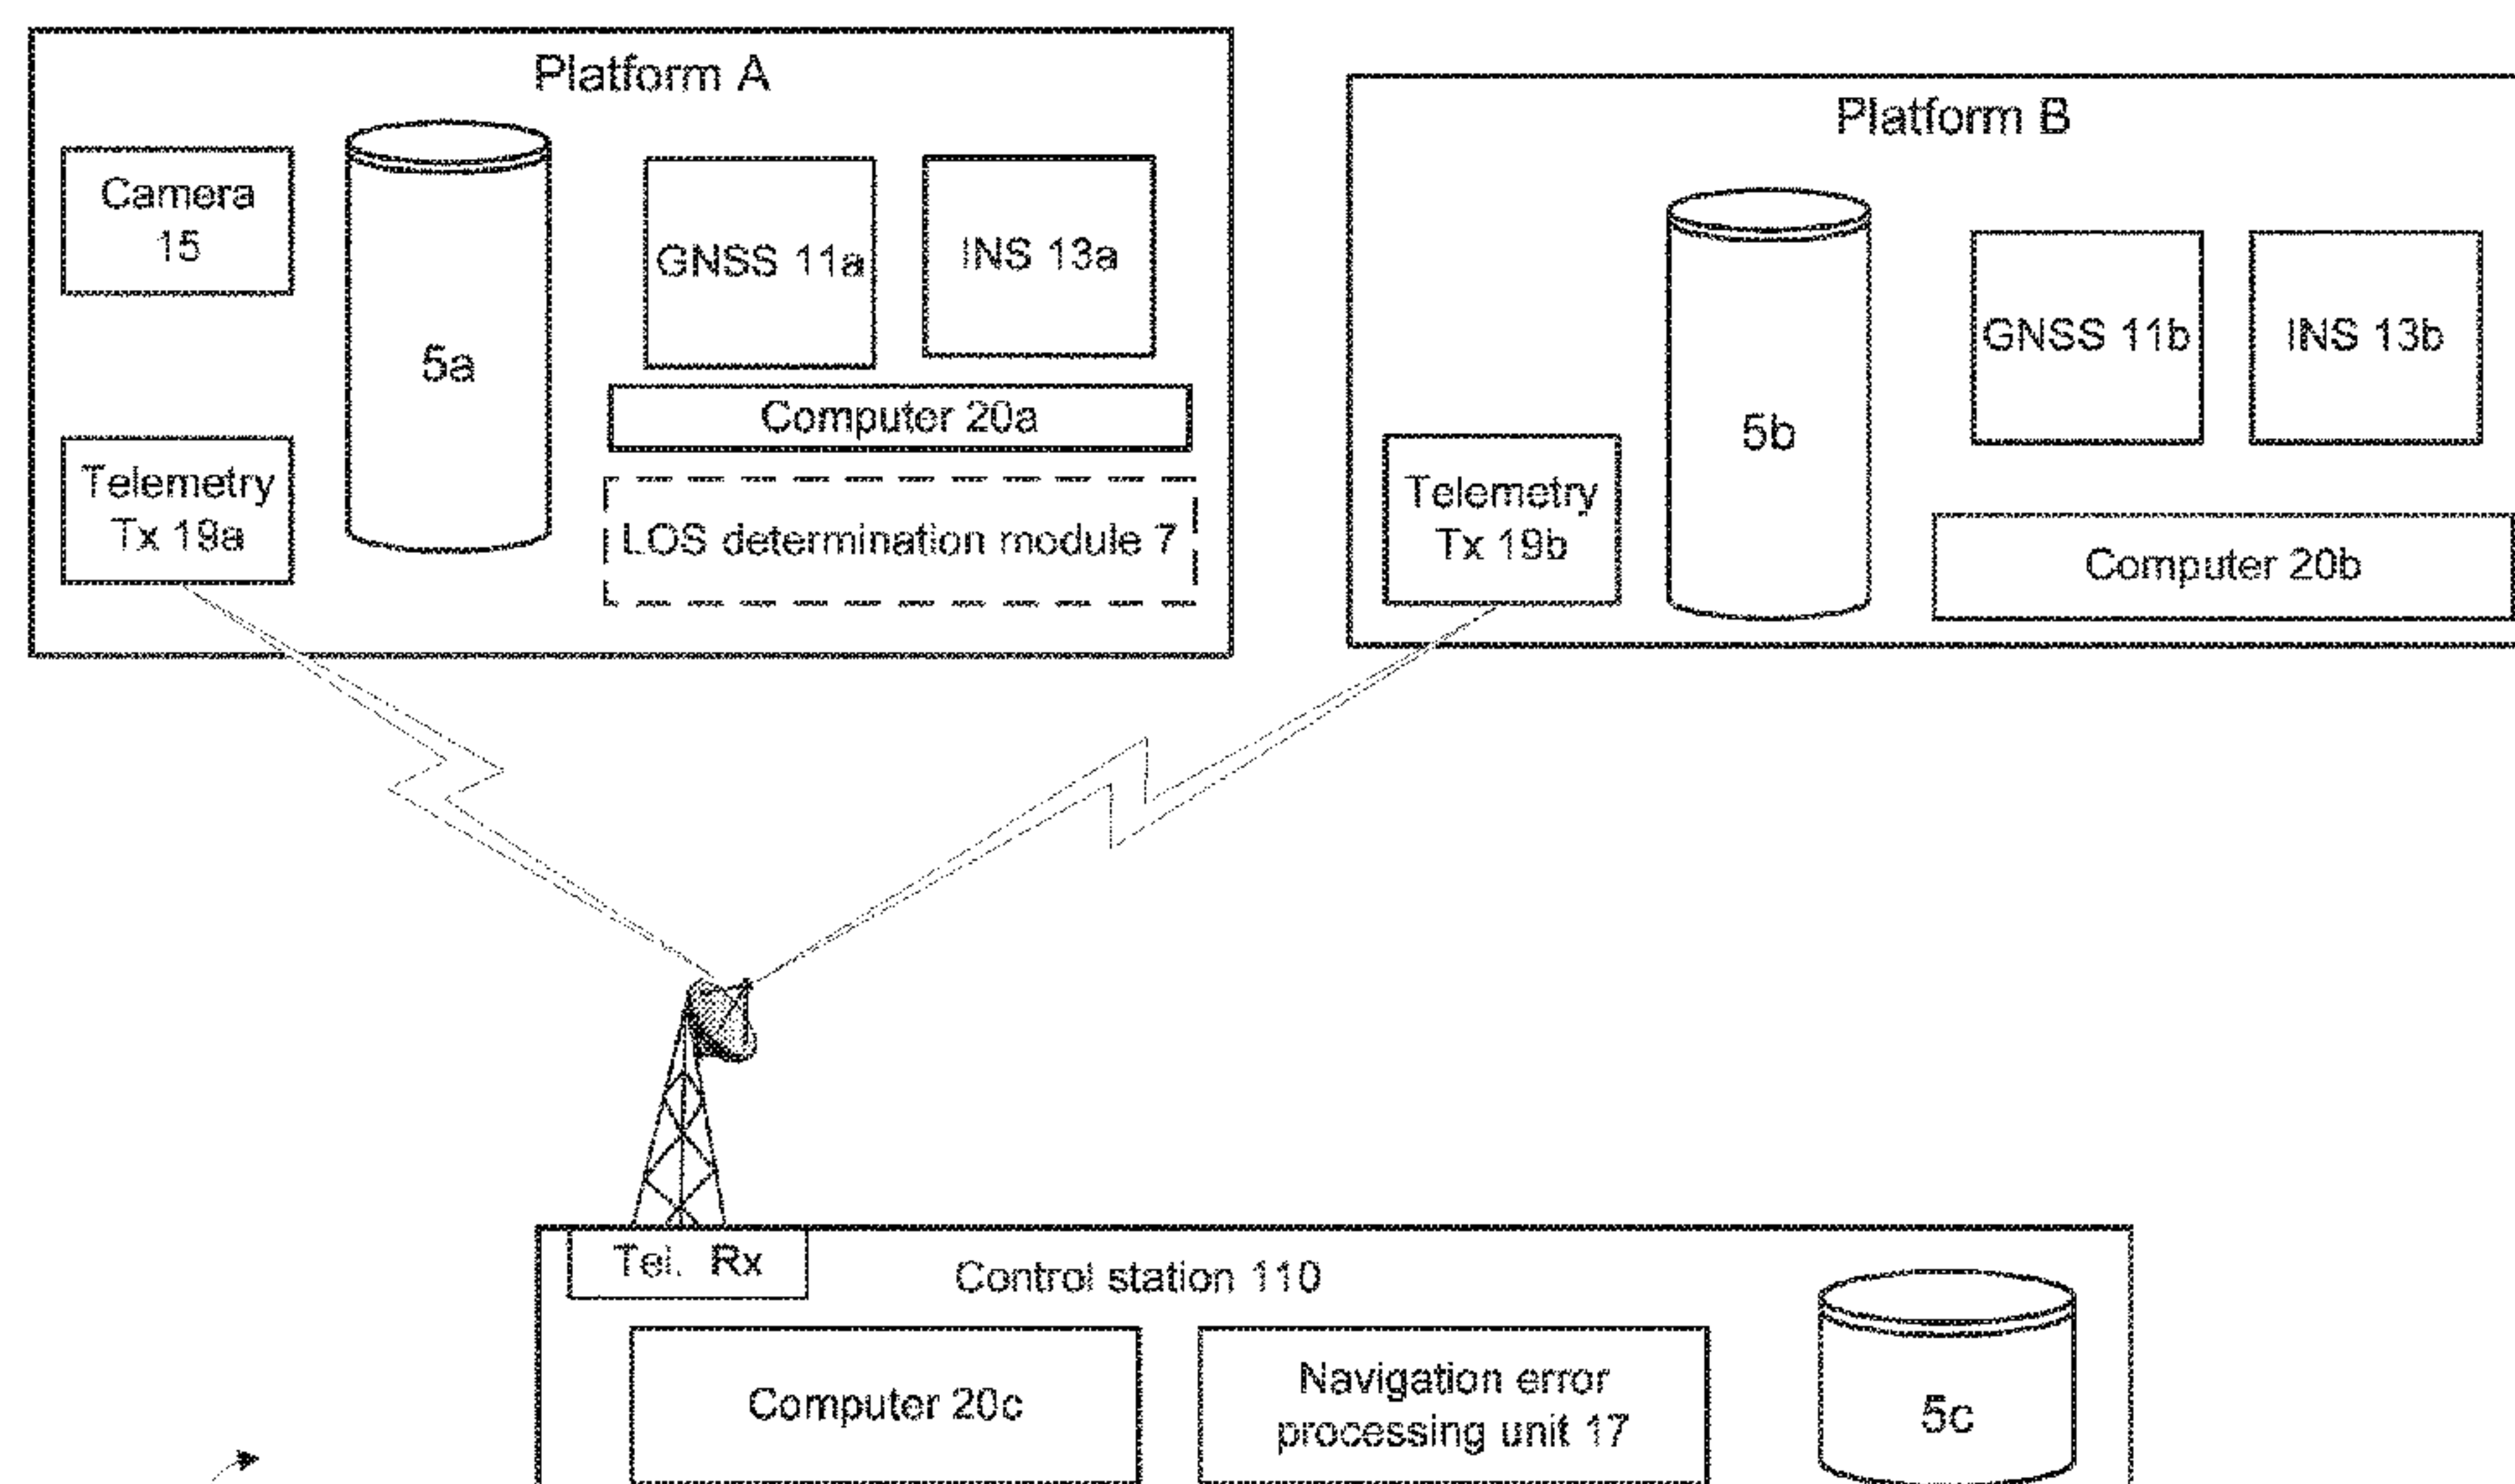 Platform A
Camera
15
5a
GNSS 11a
INS 13a
Computer 20a
Telemetry
Tx 19a
LOS determination module 7
Platform B
5b
GNSS 11b
INS 13b
Telemetry
Tx 19b
Computer 20b
Tel. Rx
Control station 110
Computer 20c
Navigation error
processing unit 17
5c